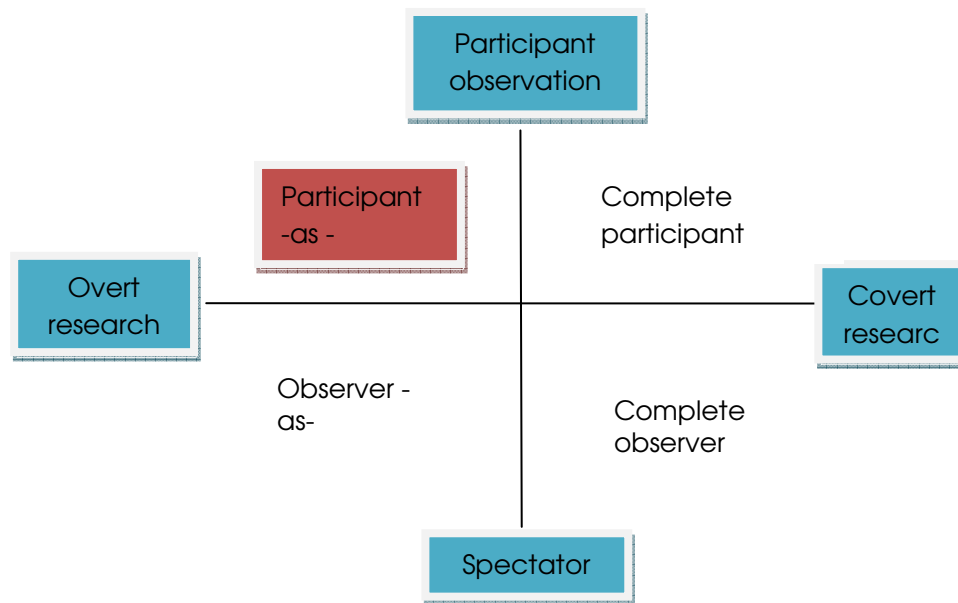 Participant
observation
Participant
-as -
Complete
participant
Overt
research
Covert
researc
Observer -
as-
Complete
observer
Spectator